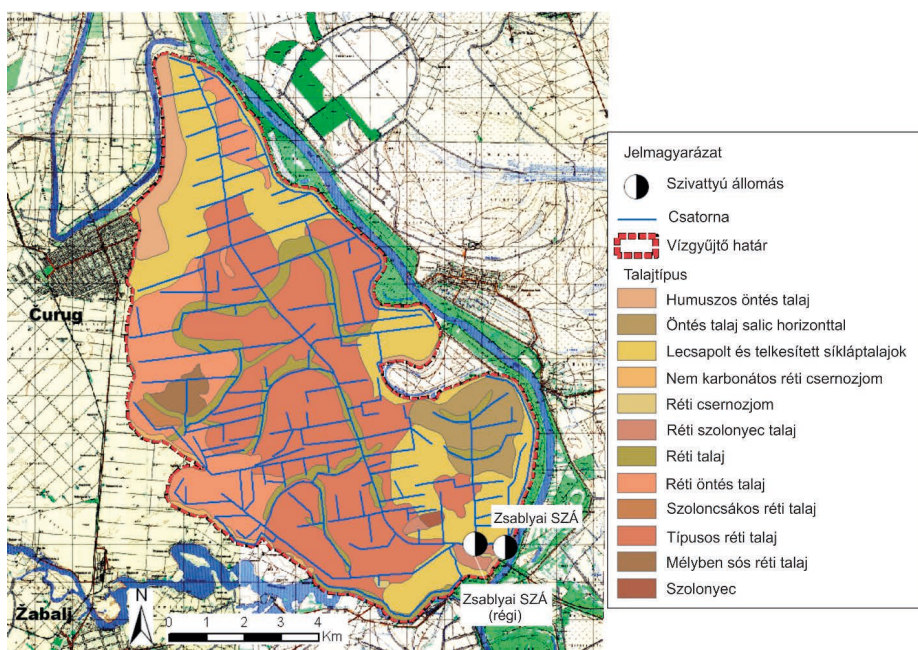 Čurug
Žabalj
N
0 1 2 3 4
Km
Zsablyai SZÁ
Zsablyai SZÁ
(régi)
Jelmagyarázat
Szivattyú állomás
Csatorna
Vízgyűjtő határ
Talajtípus
Humuszos öntés talaj
Öntés talaj salic horizonttal
Lecsapolt és telkesített síkláptalajok
Nem karbonátos réti csernozjom
Réti csernozjom
Réti szolonyec talaj
Réti talaj
Réti öntés talaj
Szoloncsákos réti talaj
Típusos réti talaj
Mélyben sós réti talaj
Szolonyec